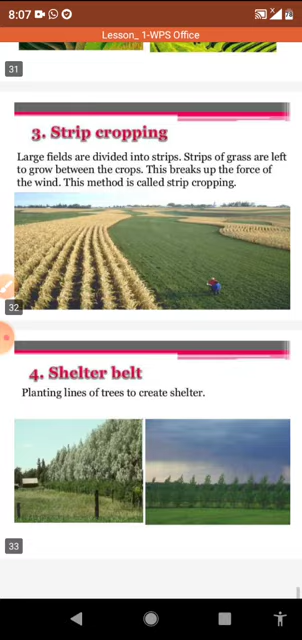 8:07
Lesson_ 1-WPS Office
31
3. Strip cropping
Large fields are divided into strips. Strips of grass are left
to grow between the crops. This breaks up the force of
the wind. This method is called strip cropping.
32
4. Shelter belt
Planting lines of trees to create shelter.
33